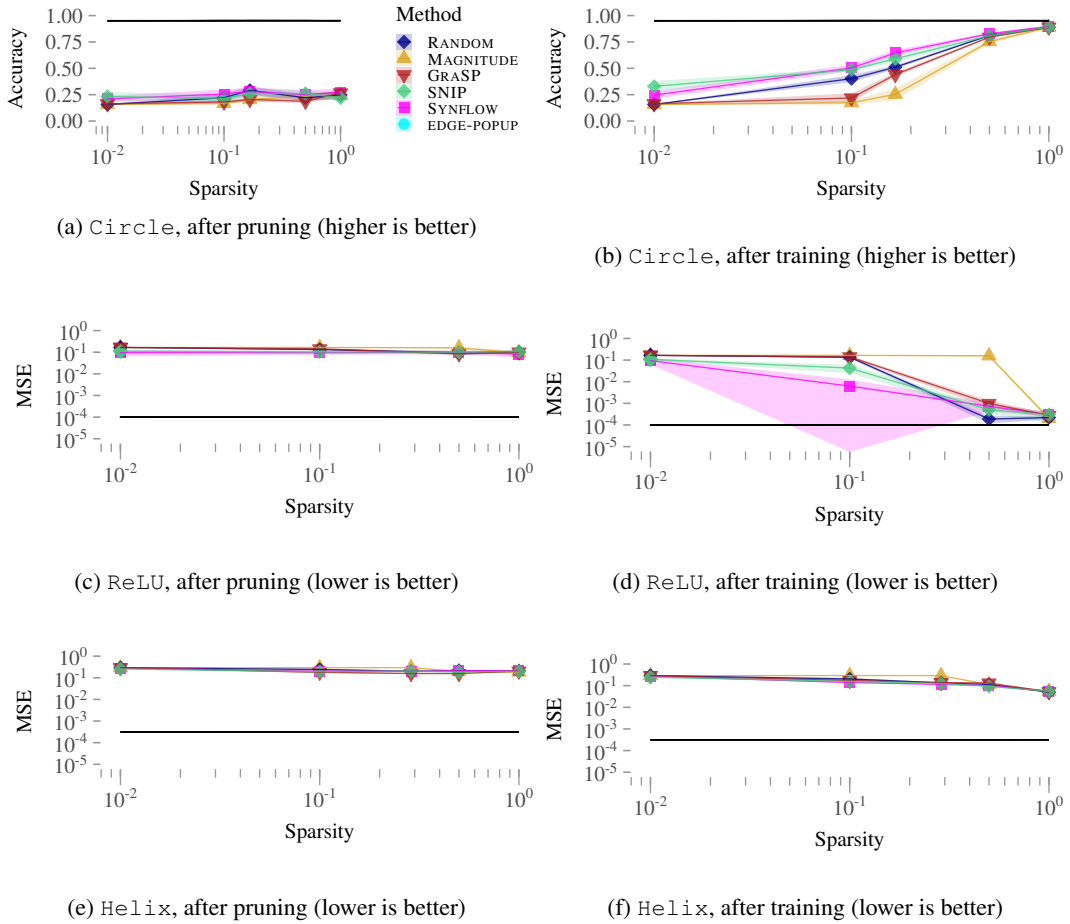 Method
RANDOM
MAGNITUDE
GRASP
SNIP
SYNFLOW
EDGE-POPUP
Accuracy
1.00
0.75
0.50
0.25
0.00
10^-2 10^-1 10^0
Sparsity
(a) Circle, after pruning (higher is better)
Accuracy
1.00
0.75
0.50
0.25
0.00
10^-2 10^-1 10^0
Sparsity
(b) Circle, after training (higher is better)
MSE
10^0
10^-1
10^-2
10^-3
10^-4
10^-5
10^-2 10^-1 10^0
Sparsity
(c) ReLU, after pruning (lower is better)
MSE
10^0
10^-1
10^-2
10^-3
10^-4
10^-5
10^-2 10^-1 10^0
Sparsity
(d) ReLU, after training (lower is better)
MSE
10^0
10^-1
10^-2
10^-3
10^-4
10^-5
10^-2 10^-1 10^0
Sparsity
(e) Helix, after pruning (lower is better)
MSE
10^0
10^-1
10^-2
10^-3
10^-4
10^-5
10^-2 10^-1 10^0
Sparsity
(f) Helix, after training (lower is better)